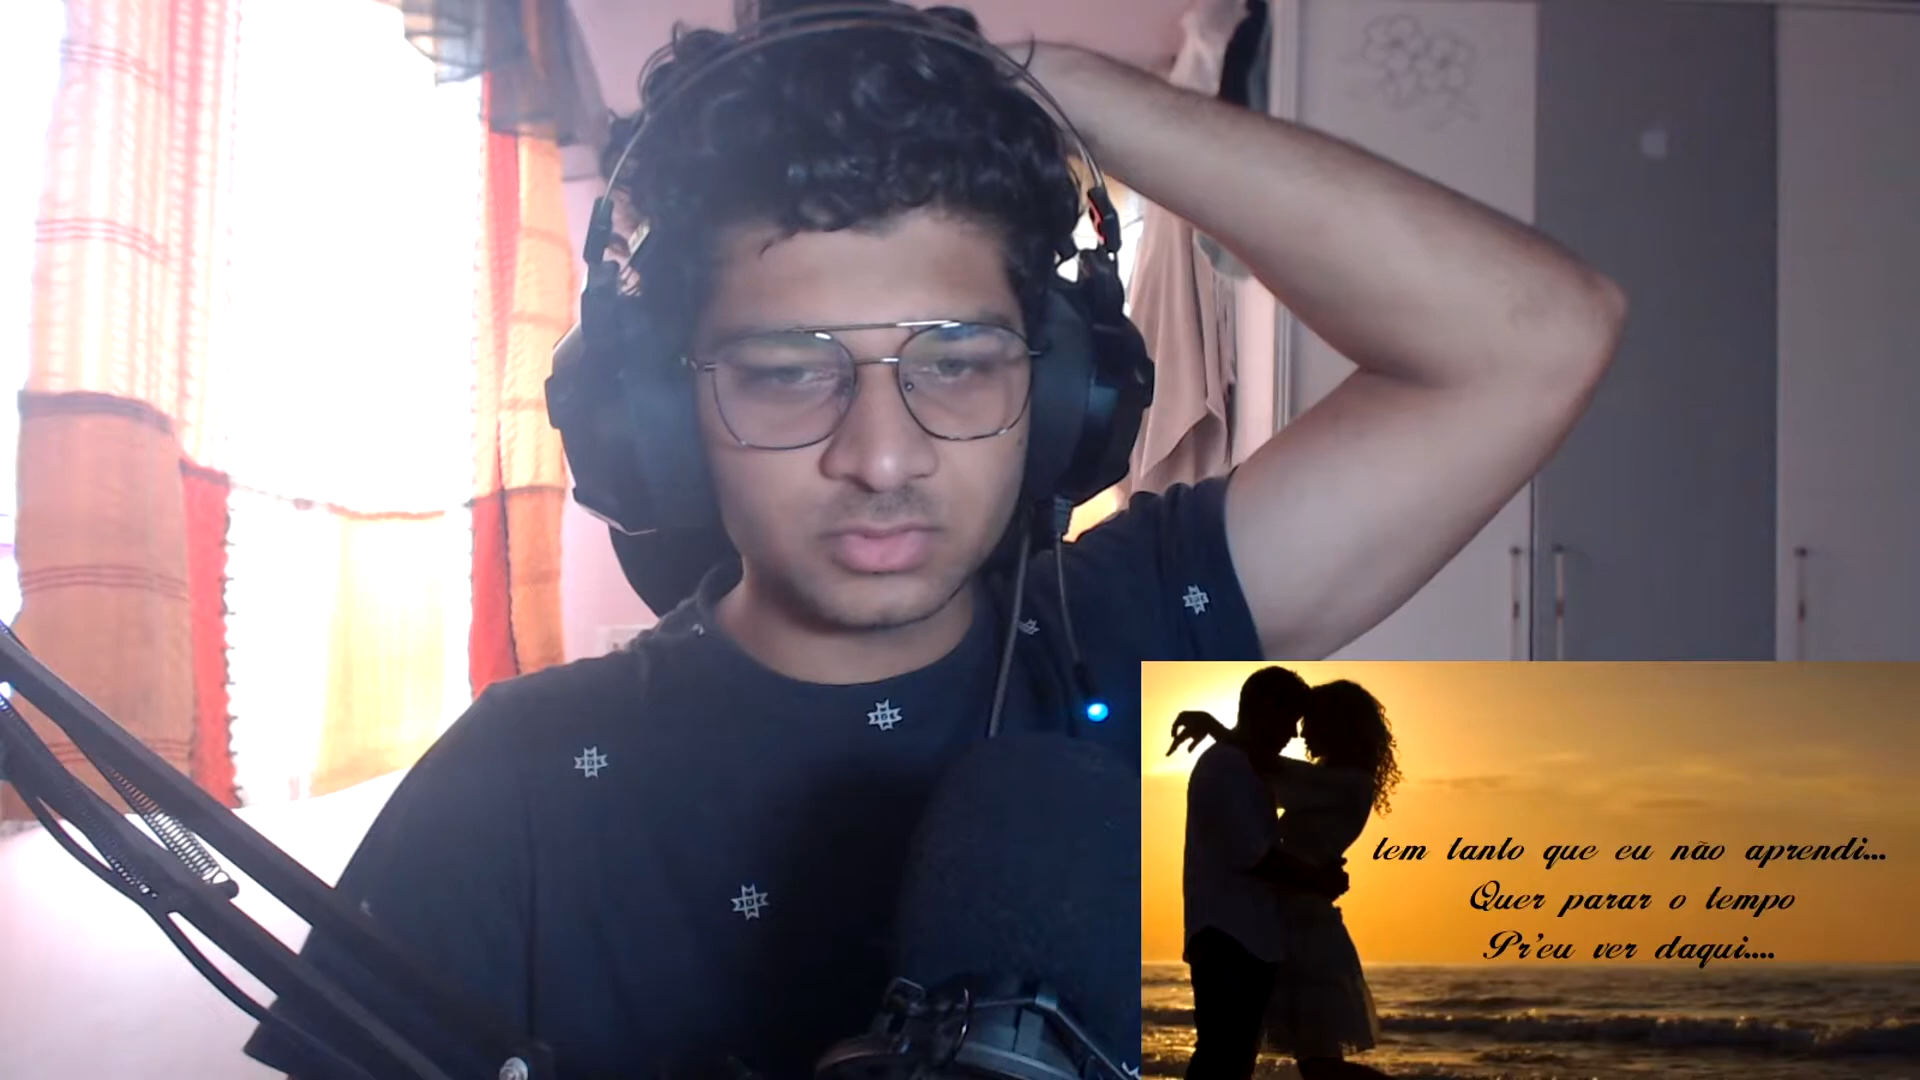 tem tanto que eu não aprendi...
Quer parar o tempo
Pr'eu ver daqui....